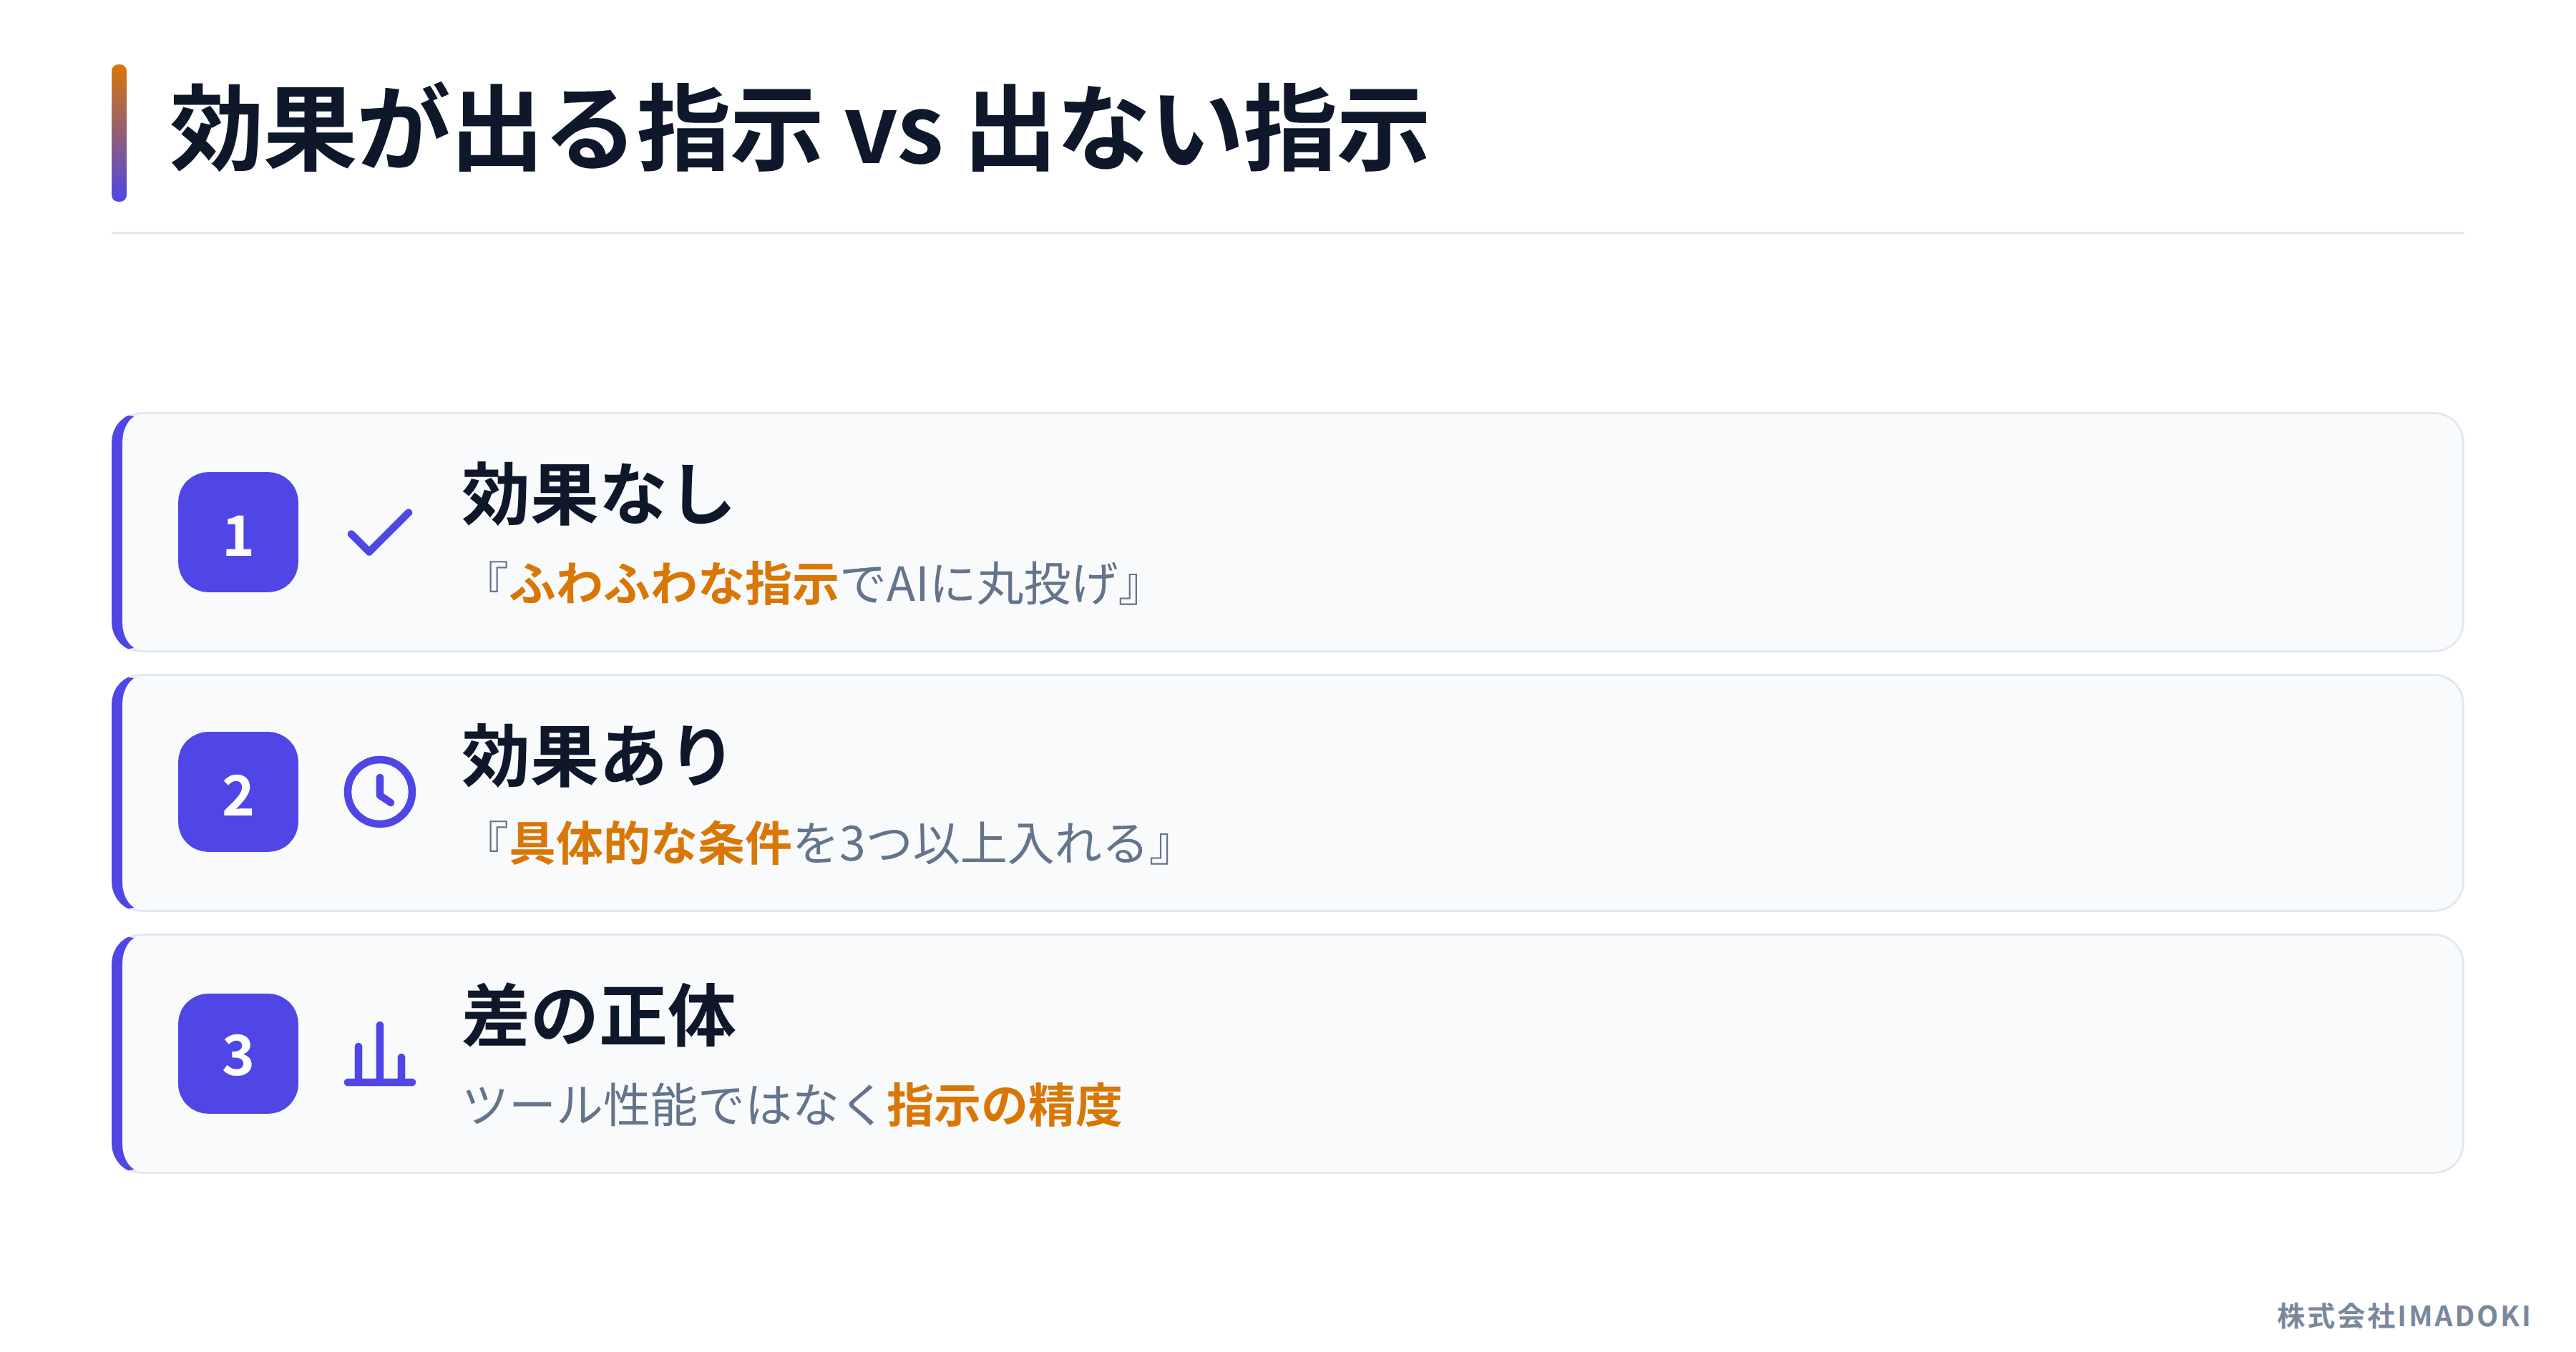 効果が出る指示 vs 出ない指示
1
効果なし
『ふわふわな指示でAIに丸投げ』
2
効果あり
『具体的な条件を3つ以上入れる』
3
差の正体
ツール性能ではなく指示の精度
株式会社IMADOKI